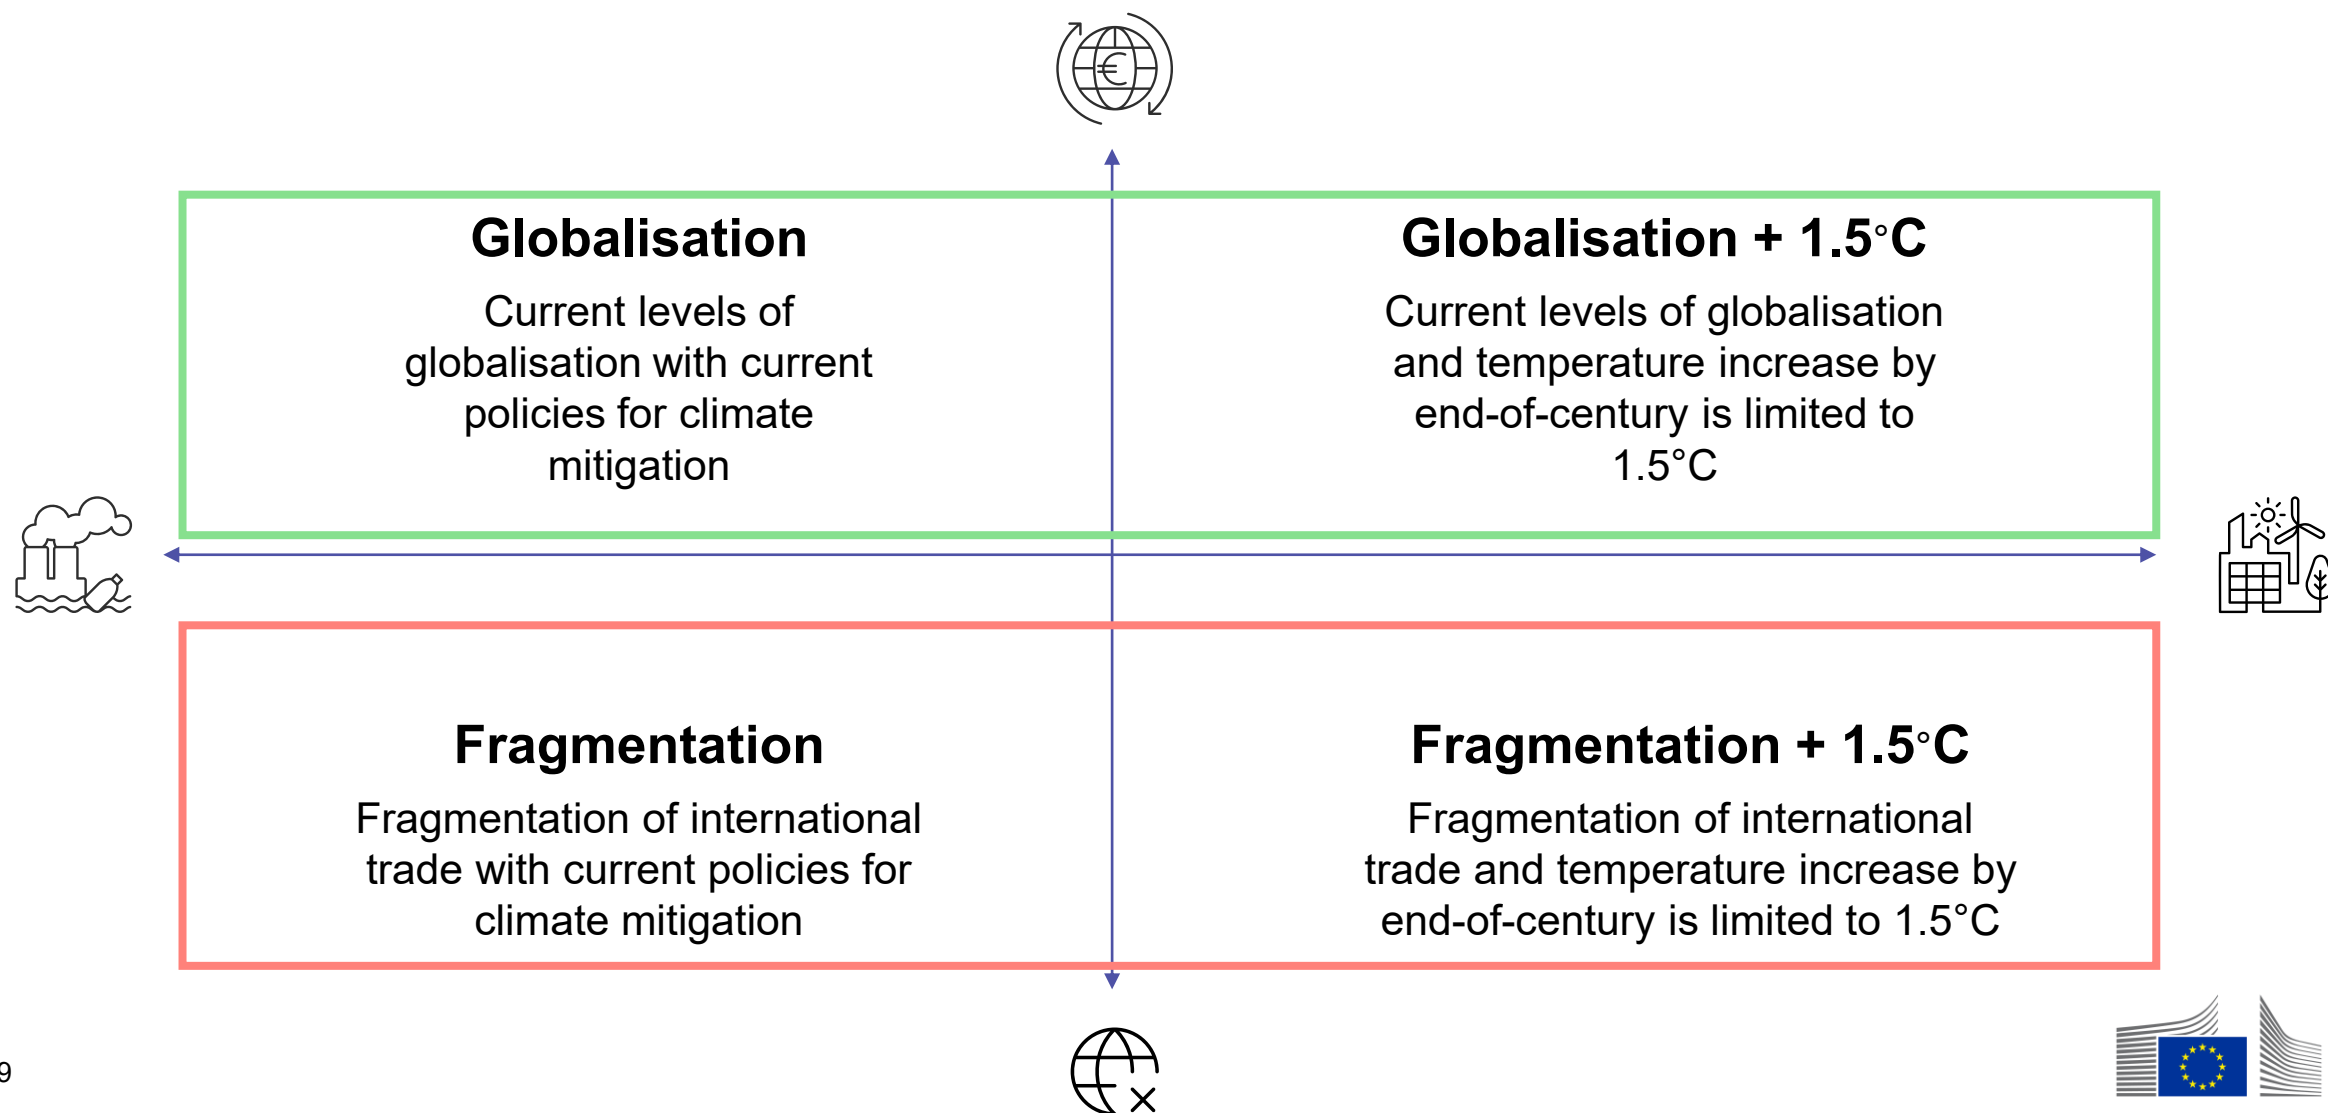 Globalisation
Current levels of
globalisation with current
policies for climate
mitigation
Globalisation + 1.5°C
Current levels of globalisation
and temperature increase by
end-of-century is limited to
1.5°C
Fragmentation
Fragmentation of international
trade with current policies for
climate mitigation
Fragmentation + 1.5°C
Fragmentation of international
trade and temperature increase by
end-of-century is limited to 1.5°C
9